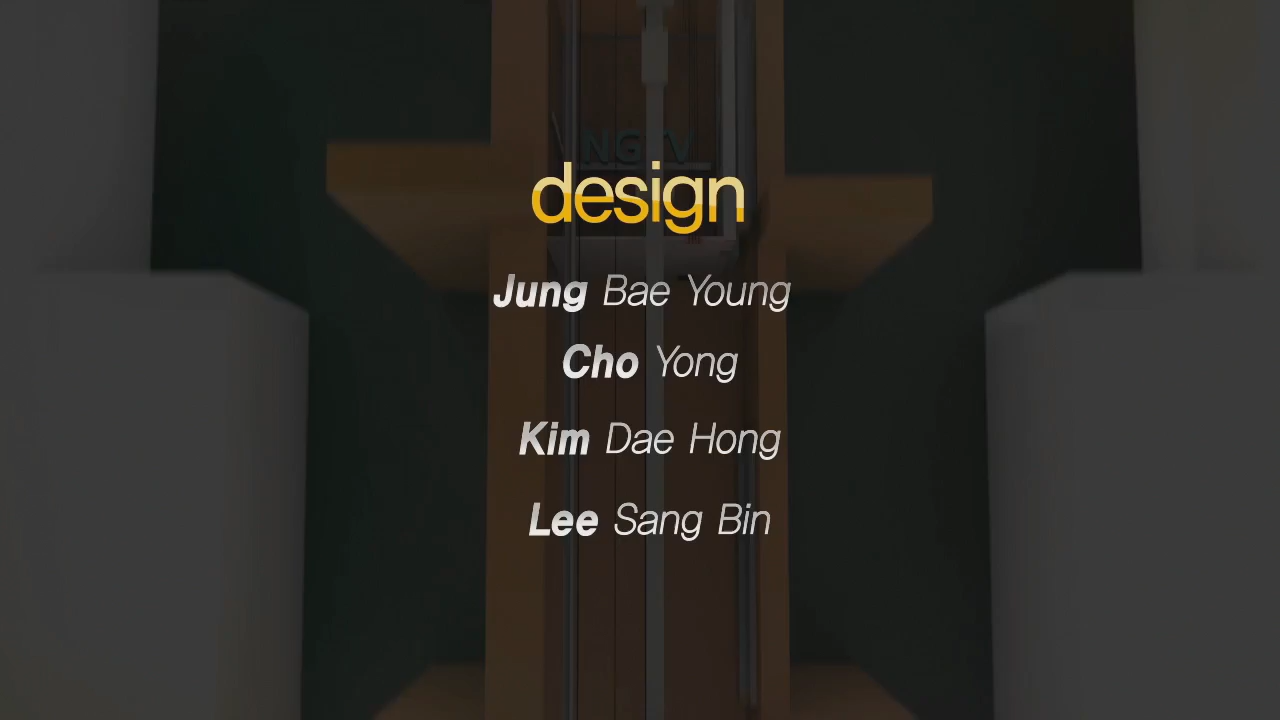 design
Jung Bae Young
Cho Yong
Kim Dae Hong
Lee Sang Bin